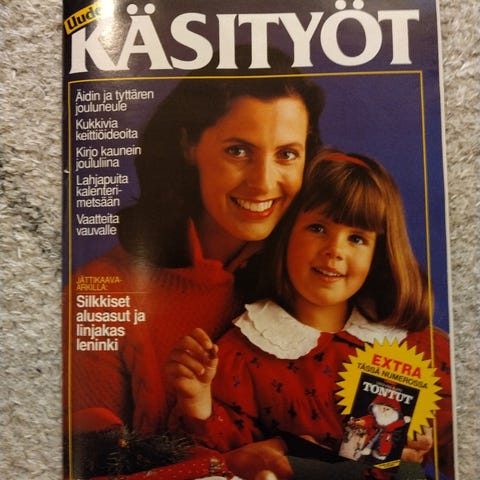 Uudet
KÄSITYÖT
Äidin ja tyttären
jouluneule
Kukkivia
keittiöideoita
Kirjo kaunein
joululiina
Lahjapuita
kalenteri-
metsään
Vaatteita
vauvalle
JÄTTIKAAVA-
ARKILLA:
Silkkiset
alusasut ja
linjakas
leninki
EXTRA
TÄSSÄ NUMEROSSA
TONTUT